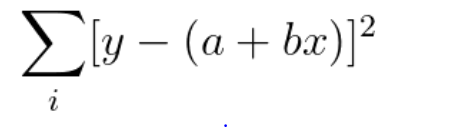 ∑[y − (a + bx)]²
i